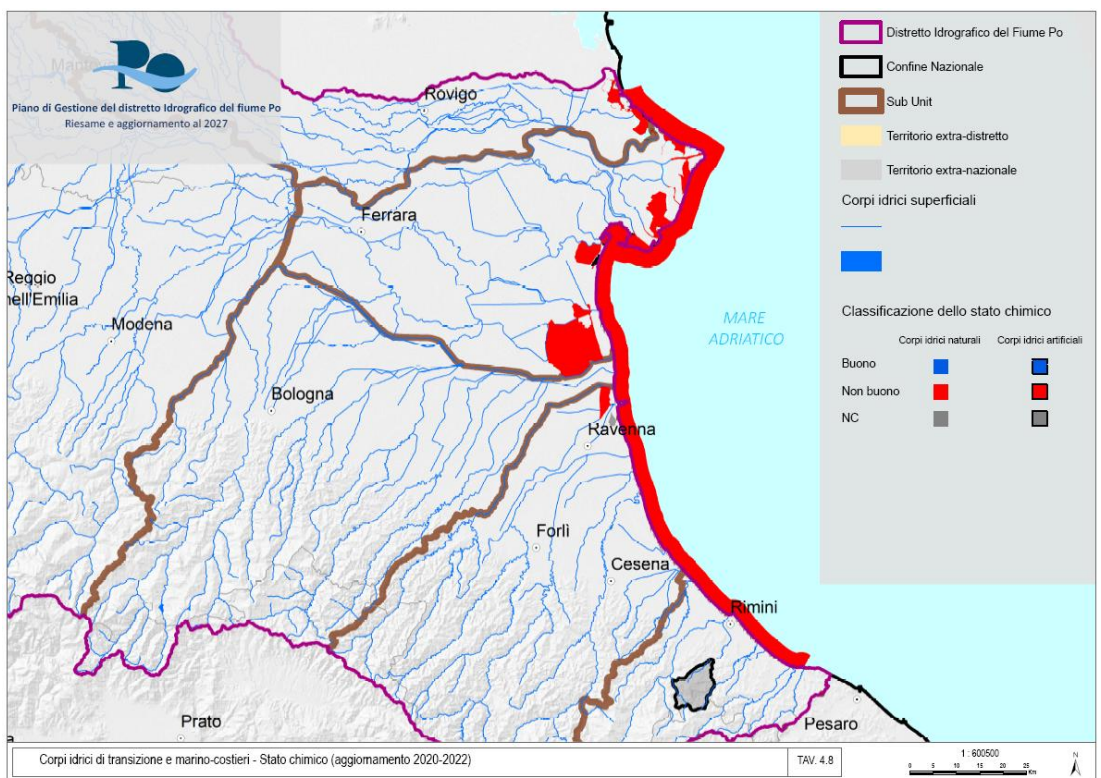 Mantova
Po
Piano di Gestione del distretto Idrografico del fiume Po
Riesame e aggiornamento al 2027
Rovigo
Ferrara
Reggio
nell'Emilia
Modena
Bologna
MARE
ADRIATICO
Ravenna
Forlì
Cesena
Rimini
Prato
Pesaro
a
Distretto Idrografico del Fiume Po
Confine Nazionale
Sub Unit
Territorio extra-distretto
Territorio extra-nazionale
Corpi idrici superficiali
Classificazione dello stato chimico
Corpi idrici naturali Corpi idrici artificiali
Buono
Non buono
NC
Corpi idrici di transizione e marino-costieri - Stato chimico (aggiornamento 2020-2022)
TAV. 4.8
1 : 600500
0 5 10 15 20 25
Km
N